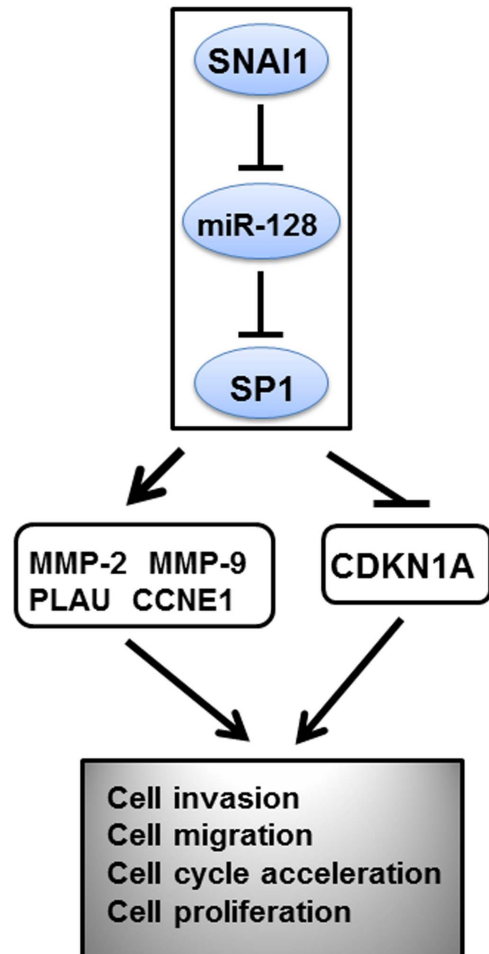 SNAI1
miR-128
SP1
MMP-2 MMP-9
PLAU CCNE1
CDKN1A
Cell invasion
Cell migration
Cell cycle acceleration
Cell proliferation